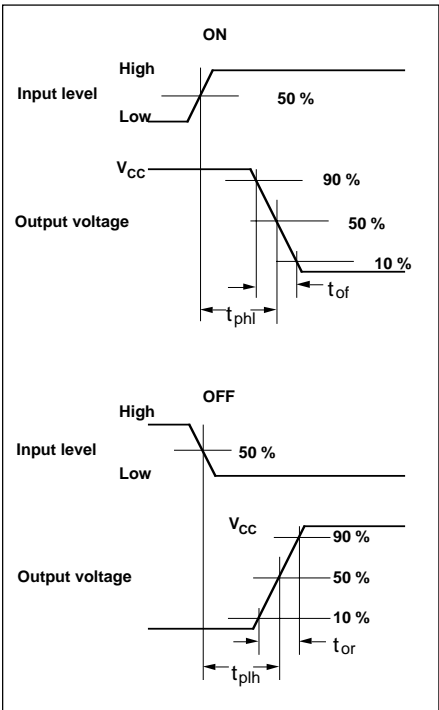 ON
High
Input level
50 %
Low
VCC
90 %
Output voltage
50 %
10 %
tof
tphl
OFF
High
Input level
50 %
Low
VCC
90 %
Output voltage
50 %
10 %
tor
tplh